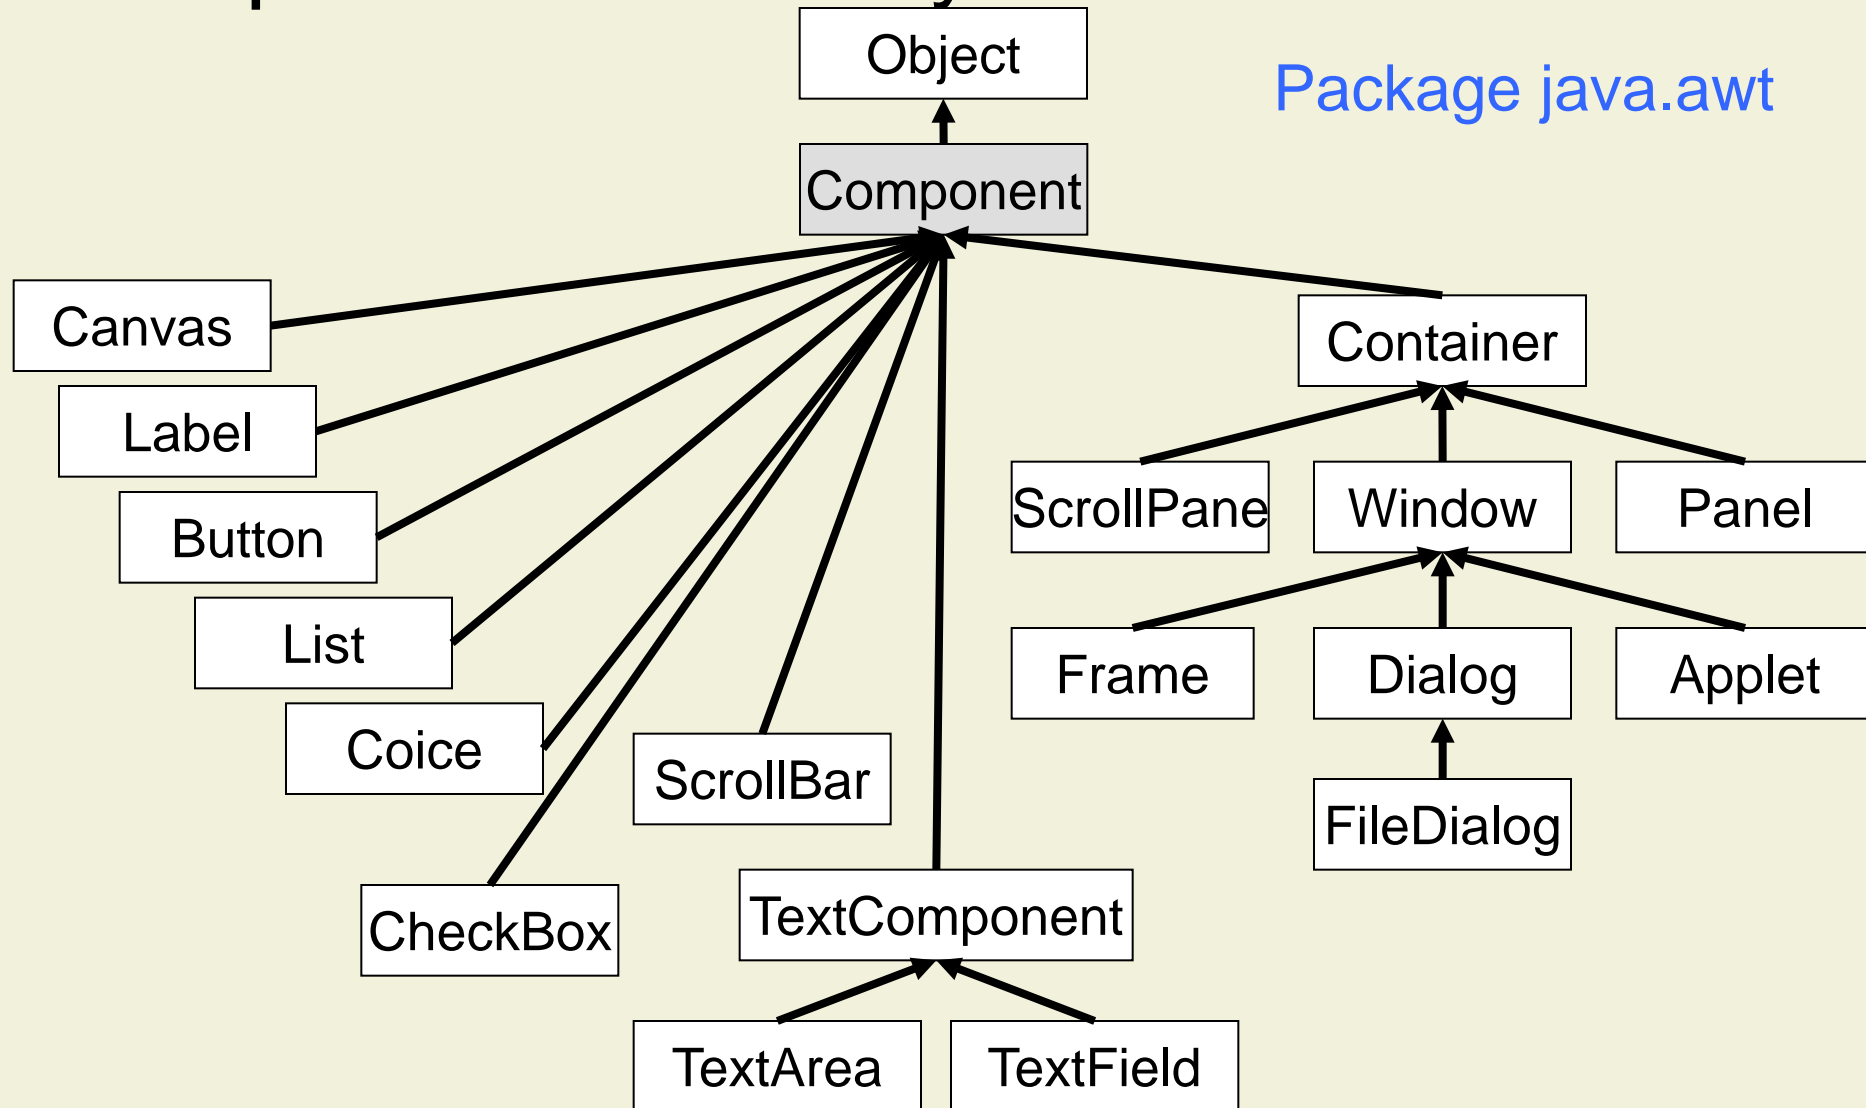 Object
Package java.awt
Component
Canvas
Container
Label
ScrollPane
Window
Panel
Button
List
Frame
Dialog
Applet
Coice
ScrollBar
FileDialog
CheckBox
TextComponent
TextArea
TextField